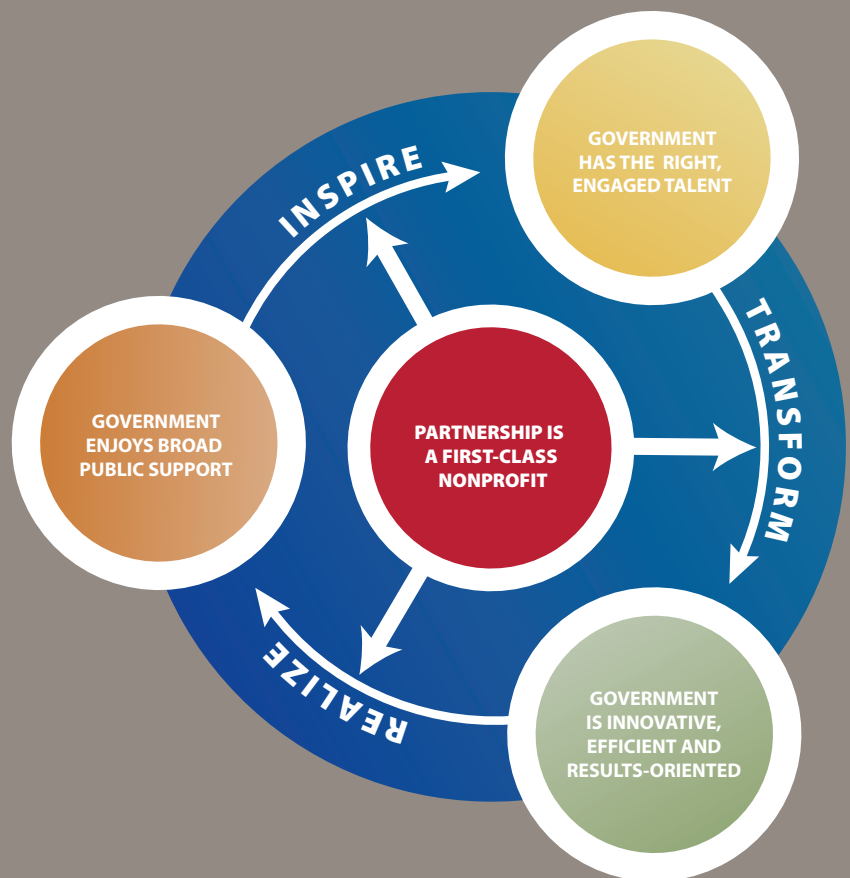 GOVERNMENT
HAS THE RIGHT,
ENGAGED TALENT
INSPIRE
TRANSFORM
GOVERNMENT
ENJOYS BROAD
PUBLIC SUPPORT
PARTNERSHIP IS
A FIRST-CLASS
NONPROFIT
REALIZE
GOVERNMENT
IS INNOVATIVE,
EFFICIENT AND
RESULTS-ORIENTED